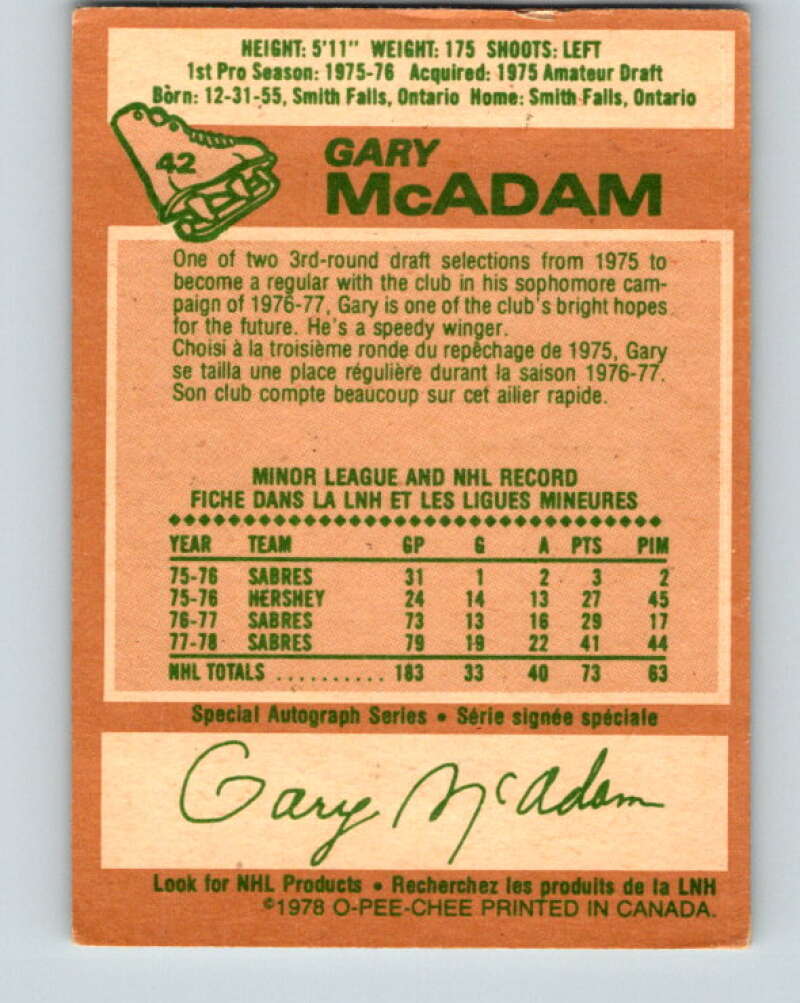 HEIGHT: 5'11" WEIGHT: 175 SHOOTS: LEFT
1st Pro Season: 1975-76 Acquired: 1975 Amateur Draft
Born: 12-31-55, Smith Falls, Ontario Home: Smith Falls, Ontario
42
GARY
McADAM
One of two 3rd-round draft selections from 1975 to
become a regular with the club in his sophomore cam-
paign of 1976-77, Gary is one of the club's bright hopes
for the future. He's a speedy winger.
Choisi à la troisième ronde du repêchage de 1975, Gary
se tailla une place régulière durant la saison 1976-77.
Son club compte beaucoup sur cet ailier rapide.
MINOR LEAGUE AND NHL RECORD
FICHE DANS LA LNH ET LES LIGUES MINEURES
YEAR TEAM GP G A PTS PIM
75-76 SABRES 31 1 2 3 2
75-76 HERSHEY 24 14 13 27 45
76-77 SABRES 73 13 16 29 17
77-78 SABRES 79 19 22 41 44
NHL TOTALS .......... 183 33 40 73 63
Special Autograph Series • Série signée spéciale
Gary McAdam
Look for NHL Products • Recherchez les produits de la LNH
©1978 O-PEE-CHEE PRINTED IN CANADA.